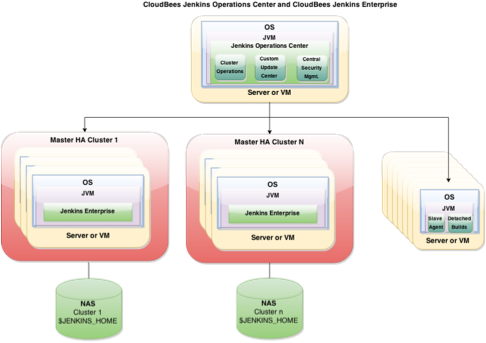 CloudBees Jenkins Operations Center and CloudBees Jenkins Enterprise
OS
JVM
Jenkins Operations Center
Cluster
Operations
Custom
Update
Center
Central
Security
Mgmt.
Server or VM
Master HA Cluster 1
OS
JVM
Jenkins Enterprise
Server or VM
Master HA Cluster N
OS
JVM
Jenkins Enterprise
Server or VM
OS
JVM
Slave
Agent
Detached
Builds
Server or VM
NAS
Cluster 1
$JENKINS_HOME
NAS
Cluster n
$JENKINS_HOME